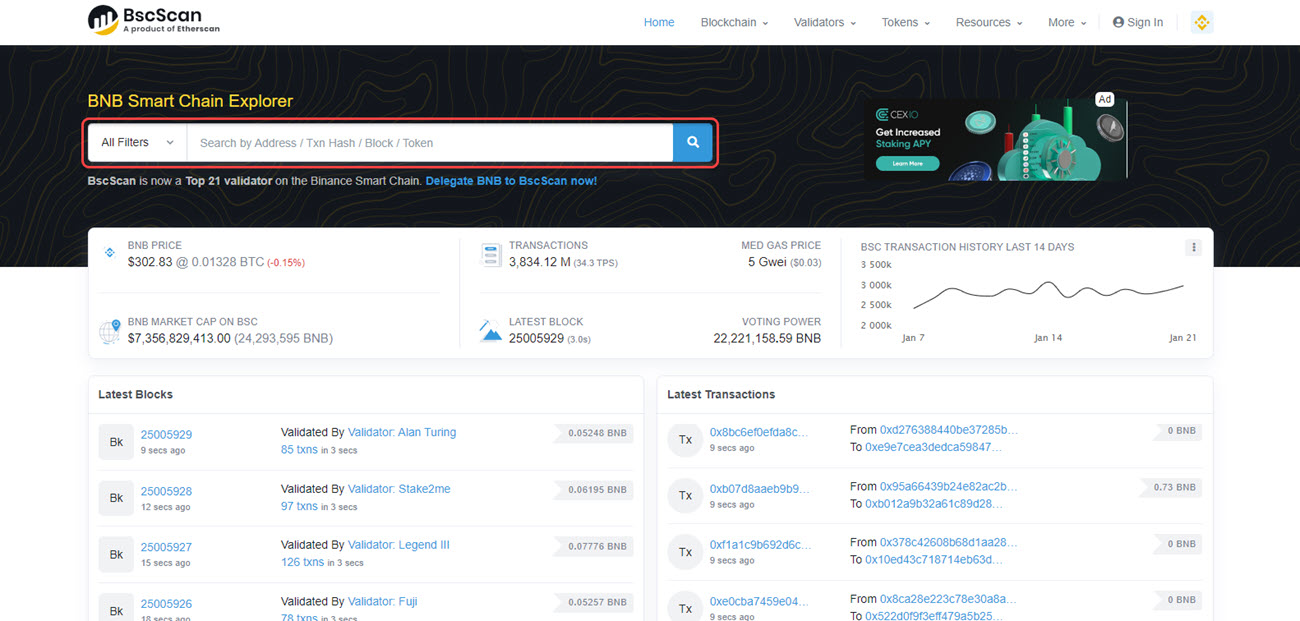 BscScan
A product of Etherscan
Home Blockchain Validators Tokens Resources More Sign In
BNB Smart Chain Explorer
All Filters Search by Address / Txn Hash / Block / Token
BscScan is now a Top 21 validator on the Binance Smart Chain. Delegate BNB to BscScan now!
Ad
CEX.IO
Get Increased
Staking APY
Learn More
BNB PRICE
$302.83 @ 0.01328 BTC (-0.15%)
BNB MARKET CAP ON BSC
$7,356,829,413.00 (24,293,595 BNB)
TRANSACTIONS
3,834.12 M (34.3 TPS)
MED GAS PRICE
5 Gwei ($0.03)
LATEST BLOCK
25005929 (3.0s)
VOTING POWER
22,221,158.59 BNB
BSC TRANSACTION HISTORY LAST 14 DAYS
3 500k
3 000k
2 500k
2 000k
Jan 7 Jan 14 Jan 21
Latest Blocks
Bk 25005929 Validated By Validator: Alan Turing 0.05248 BNB
9 secs ago 85 txns in 3 secs
Bk 25005928 Validated By Validator: Stake2me 0.06195 BNB
12 secs ago 97 txns in 3 secs
Bk 25005927 Validated By Validator: Legend III 0.07776 BNB
15 secs ago 126 txns in 3 secs
Bk 25005926 Validated By Validator: Fuji 0.05257 BNB
18 secs ago 78 txns in 3 secs
Latest Transactions
Tx 0x8bc6ef0efda8c... From 0xd276388440be37285b... 0 BNB
9 secs ago To 0xe9e7cea3dedca59847...
Tx 0xb07d8aaeb9b9... From 0x95a66439b24e82ac2b... 0.73 BNB
9 secs ago To 0xb012a9b32a61c89d28...
Tx 0xf1a1c9b692d6c... From 0x378c42608b68d1aa28... 0 BNB
9 secs ago To 0x10ed43c718714eb63d...
Tx 0xe0cba7459e04... From 0x8ca28e223c78e30a8a... 0 BNB
9 secs ago To 0x522d0f9f3eff479a5b25...